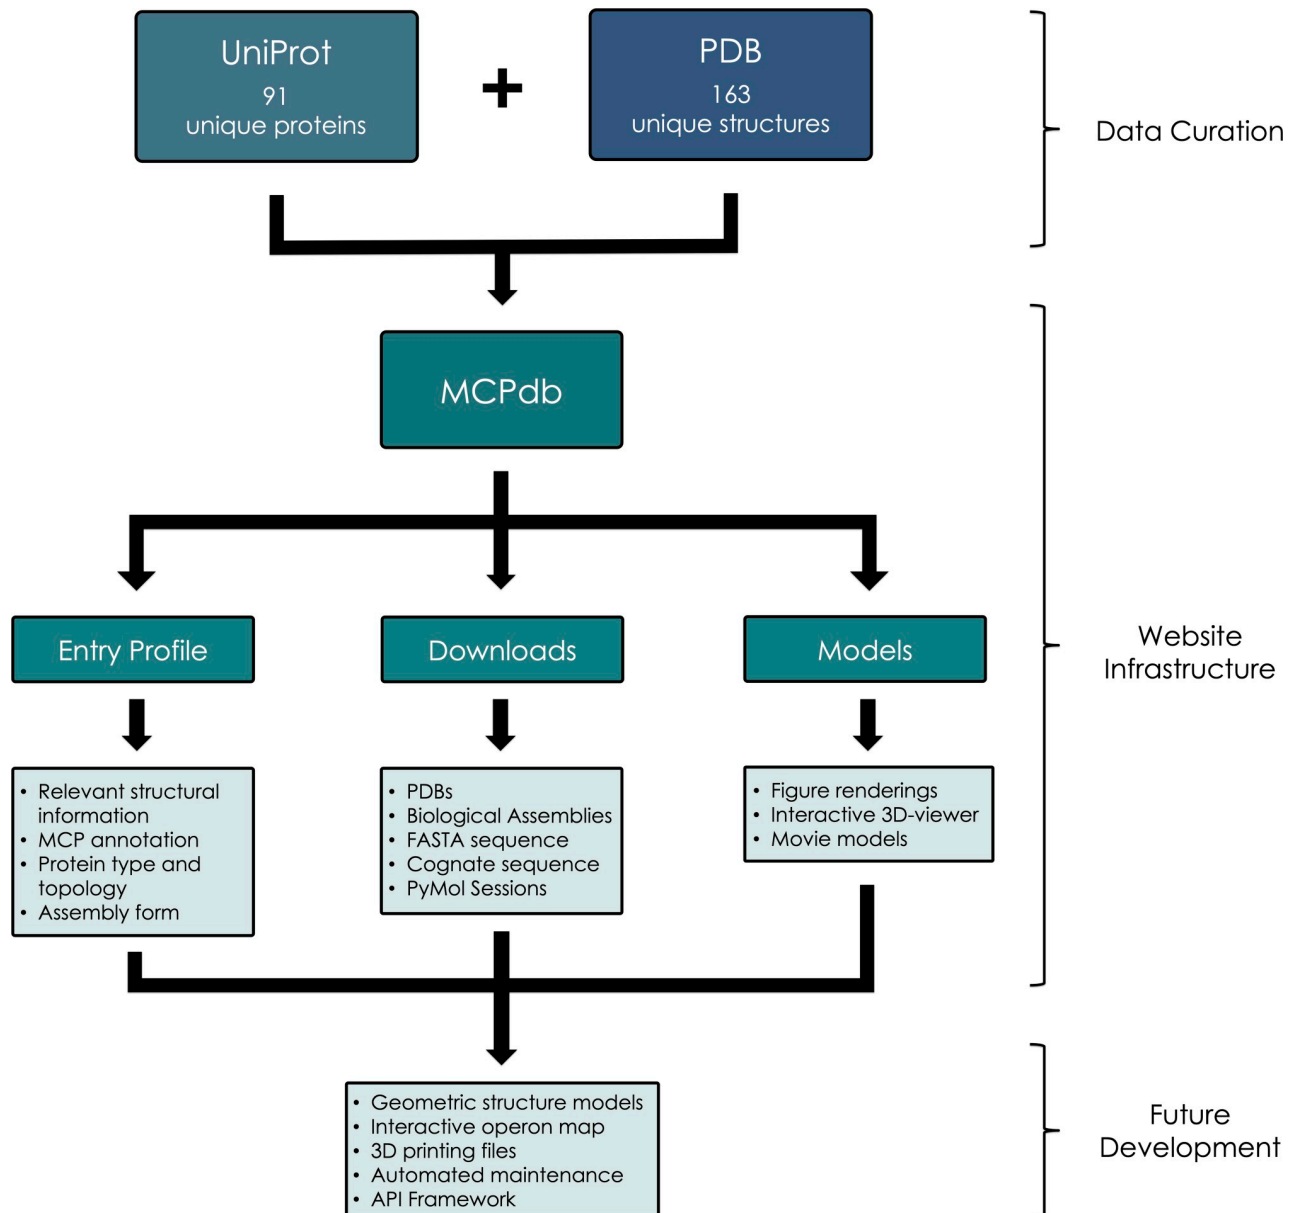 UniProt
91
unique proteins
+
PDB
163
unique structures
Data Curation
MCPdb
Entry Profile
Downloads
Models
Website
Infrastructure
• Relevant structural
information
• MCP annotation
• Protein type and
topology
• Assembly form
• PDBs
• Biological Assemblies
• FASTA sequence
• Cognate sequence
• PyMol Sessions
• Figure renderings
• Interactive 3D-viewer
• Movie models
• Geometric structure models
• Interactive operon map
• 3D printing files
• Automated maintenance
• API Framework
Future
Development